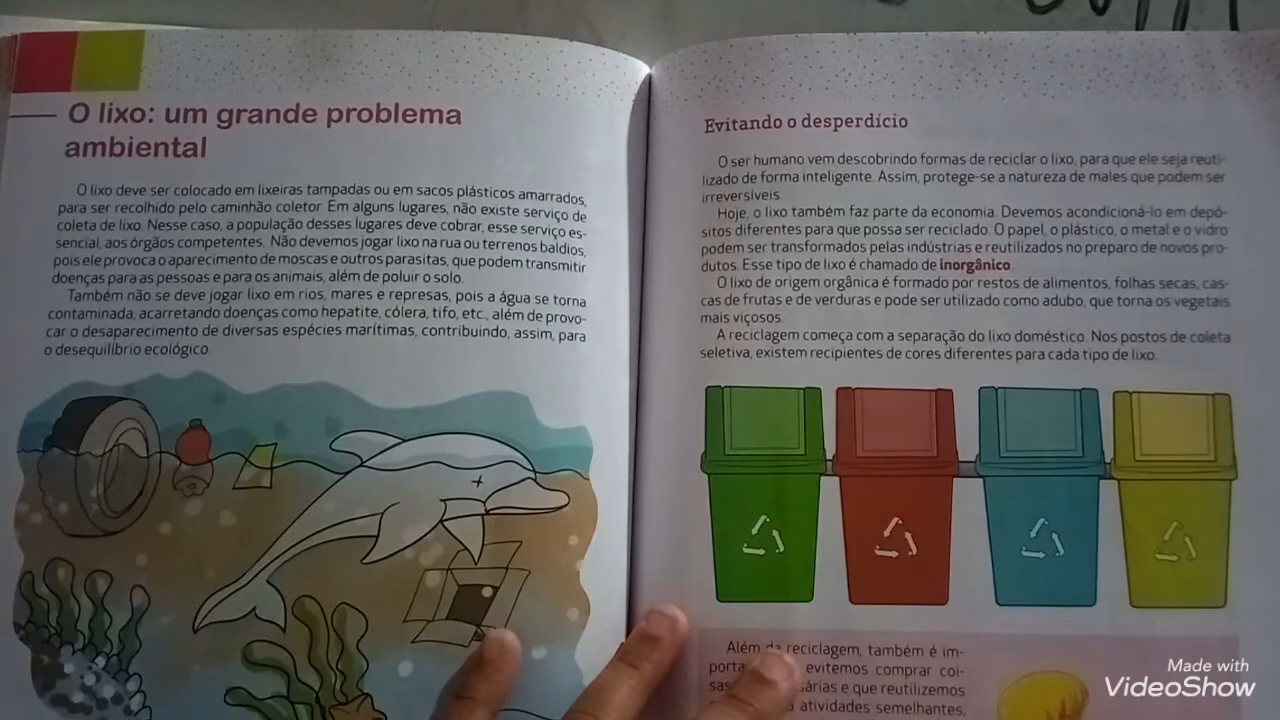 O lixo: um grande problema
ambiental
O lixo deve ser colocado em lixeiras tampadas ou em sacos plásticos amarrados,
para ser recolhido pelo caminhão coletor. Em alguns lugares, não existe serviço de
coleta de lixo. Nesse caso, a população desses lugares deve cobrar, esse serviço es-
sencial, aos órgãos competentes. Não devemos jogar lixo na rua ou terrenos baldios,
pois ele provoca o aparecimento de moscas e outros parasitas, que podem transmitir
doenças para as pessoas e para os animais, além de poluir o solo.
Também não se deve jogar lixo em rios, mares e represas, pois a água se torna
contaminada, acarretando doenças como hepatite, cólera, tifo, etc., além de provo-
car o desaparecimento de diversas espécies marítimas, contribuindo, assim, para
o desequilíbrio ecológico.
Evitando o desperdício
O ser humano vem descobrindo formas de reciclar o lixo, para que ele seja reuti-
lizado de forma inteligente. Assim, protege-se a natureza de males que podem ser
irreversíveis.
Hoje, o lixo também faz parte da economia. Devemos acondicioná-lo em depó-
sitos diferentes para que possa ser reciclado. O papel, o plástico, o metal e o vidro
podem ser transformados pelas indústrias e reutilizados no preparo de novos pro-
dutos. Esse tipo de lixo é chamado de inorgânico.
O lixo de origem orgânica é formado por restos de alimentos, folhas secas, cas-
cas de frutas e de verduras e pode ser utilizado como adubo, que torna os vegetais
mais viçosos.
A reciclagem começa com a separação do lixo doméstico. Nos postos de coleta
seletiva, existem recipientes de cores diferentes para cada tipo de lixo.
Além da reciclagem, também é im-
porta evitemos comprar coi-
sas sárias e que reutilizemos
atividades semelhantes,
Made with
VideoShow